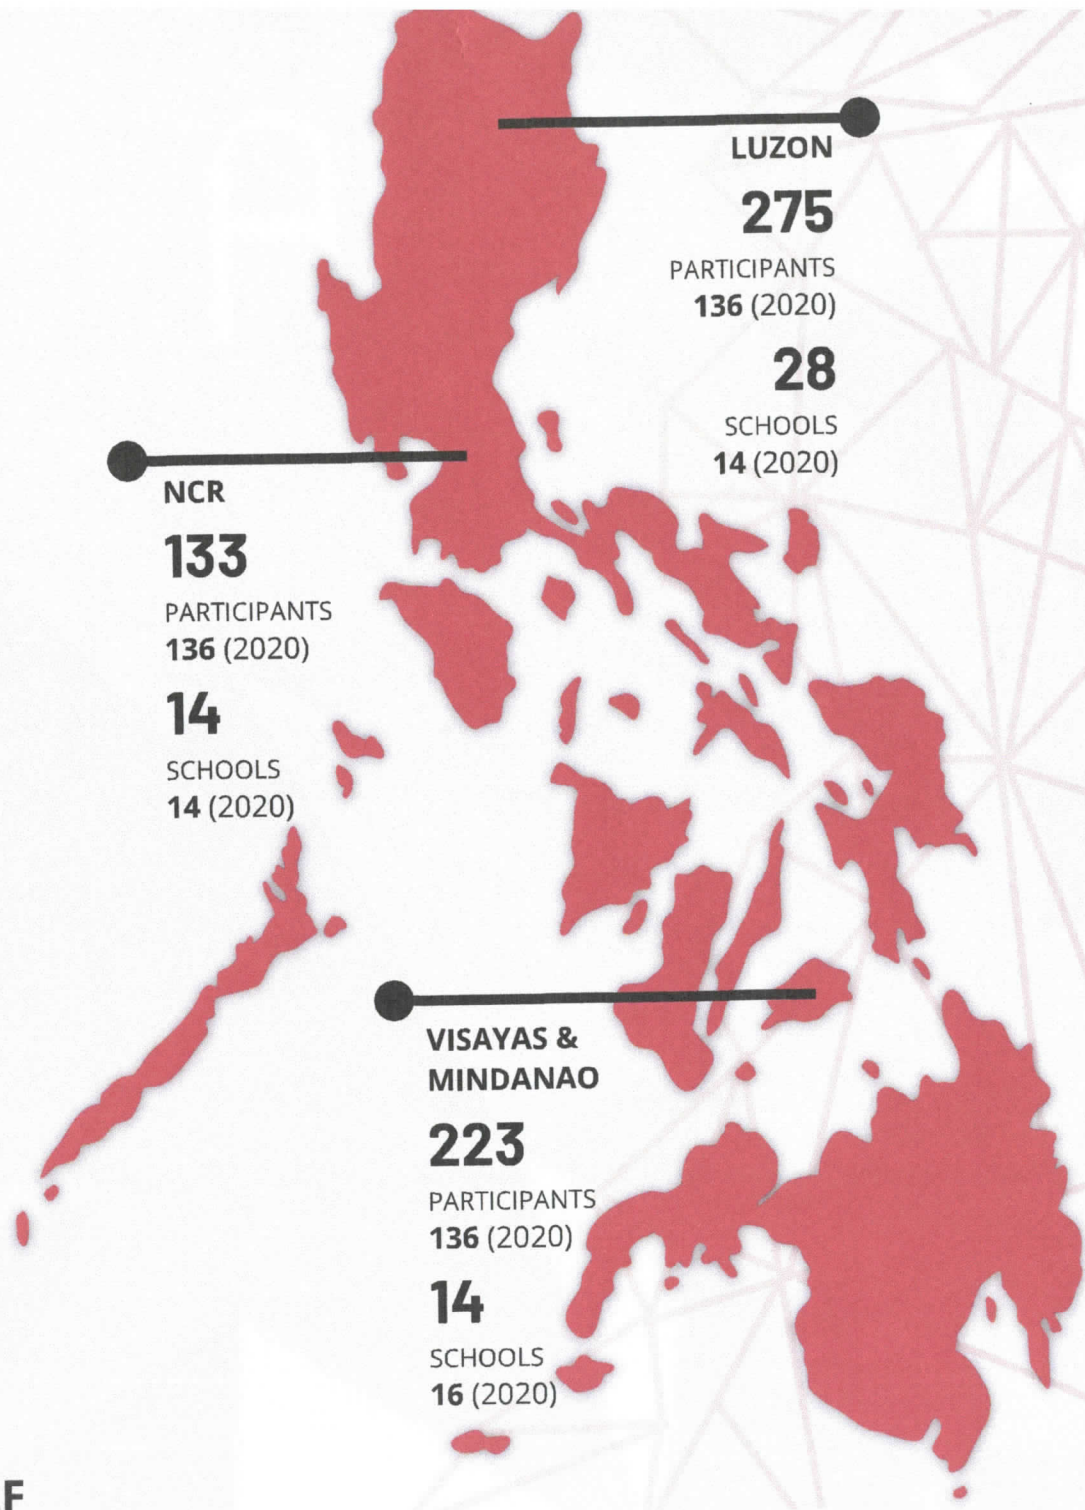 LUZON
275
PARTICIPANTS
136 (2020)
28
SCHOOLS
14 (2020)
NCR
133
PARTICIPANTS
136 (2020)
14
SCHOOLS
14 (2020)
VISAYAS &
MINDANAO
223
PARTICIPANTS
136 (2020)
14
SCHOOLS
16 (2020)
F